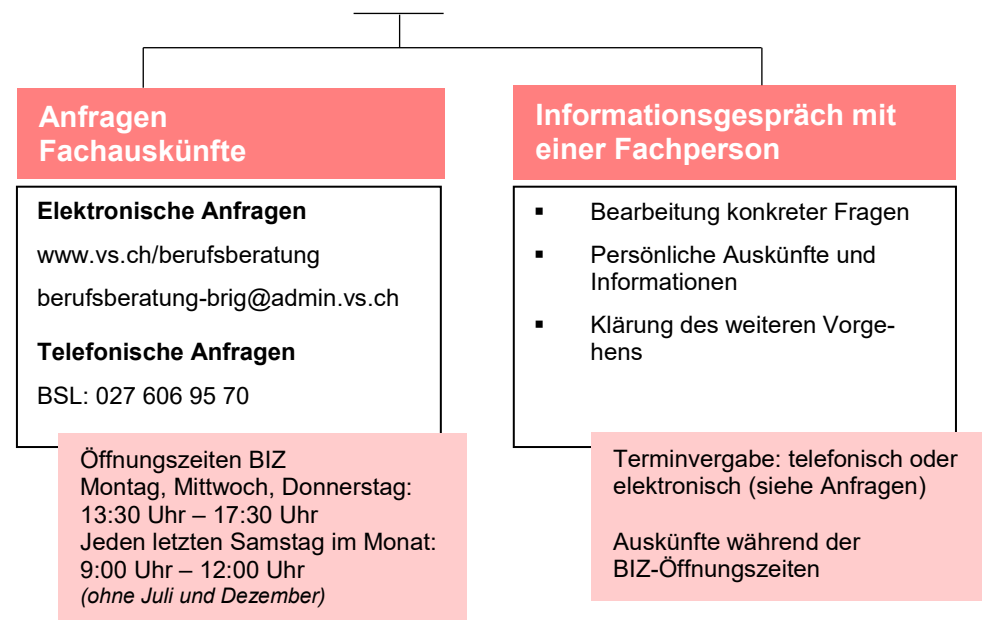 Anfragen
Fachauskünfte
Elektronische Anfragen
www.vs.ch/berufsberatung
berufsberatung-brig@admin.vs.ch
Telefonische Anfragen
BSL: 027 606 95 70
Öffnungszeiten BIZ
Montag, Mittwoch, Donnerstag:
13:30 Uhr – 17:30 Uhr
Jeden letzten Samstag im Monat:
9:00 Uhr – 12:00 Uhr
(ohne Juli und Dezember)
Informationsgespräch mit
einer Fachperson
▪ Bearbeitung konkreter Fragen
▪ Persönliche Auskünfte und
Informationen
▪ Klärung des weiteren Vorge-
hens
Terminvergabe: telefonisch oder
elektronisch (siehe Anfragen)
Auskünfte während der
BIZ-Öffnungszeiten